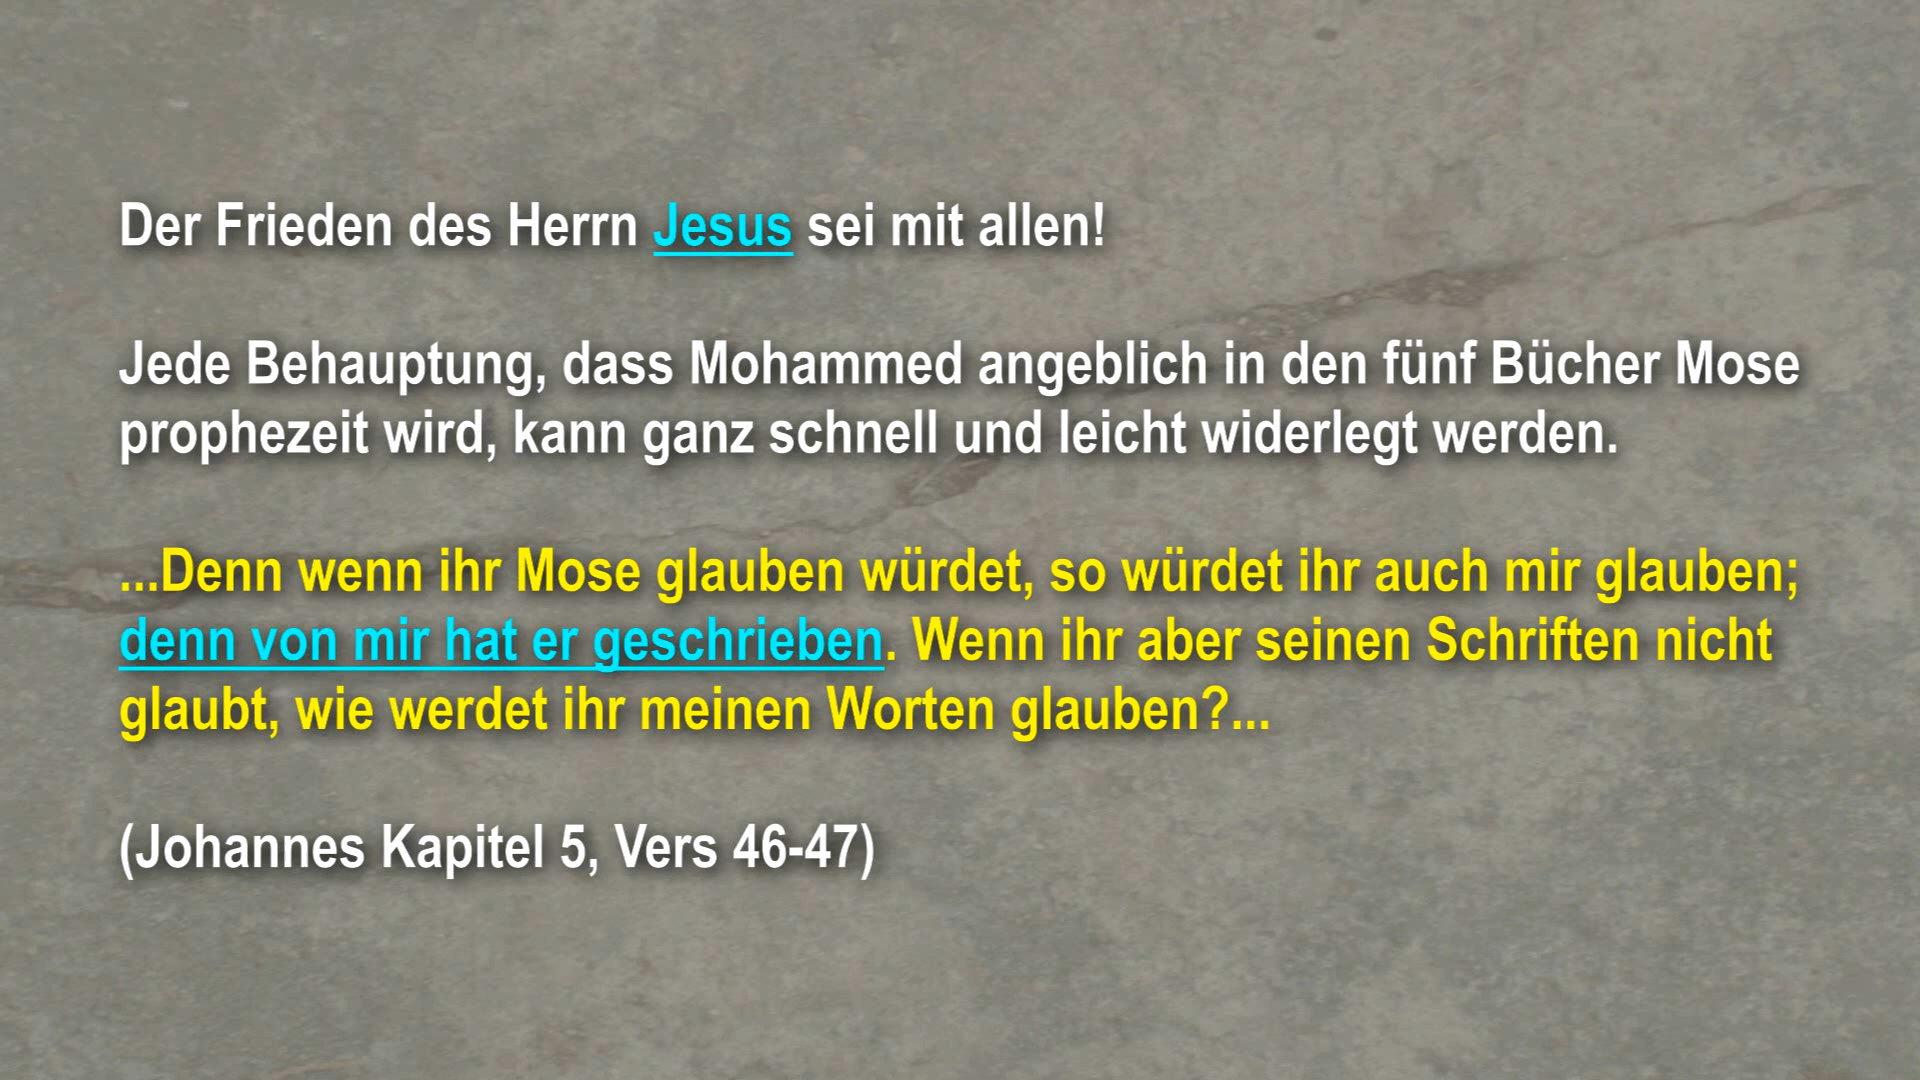 Der Frieden des Herrn Jesus sei mit allen!
Jede Behauptung, dass Mohammed angeblich in den fünf Bücher Mose
prophezeit wird, kann ganz schnell und leicht widerlegt werden.
...Denn wenn ihr Mose glauben würdet, so würdet ihr auch mir glauben;
denn von mir hat er geschrieben. Wenn ihr aber seinen Schriften nicht
glaubt, wie werdet ihr meinen Worten glauben?...
(Johannes Kapitel 5, Vers 46-47)